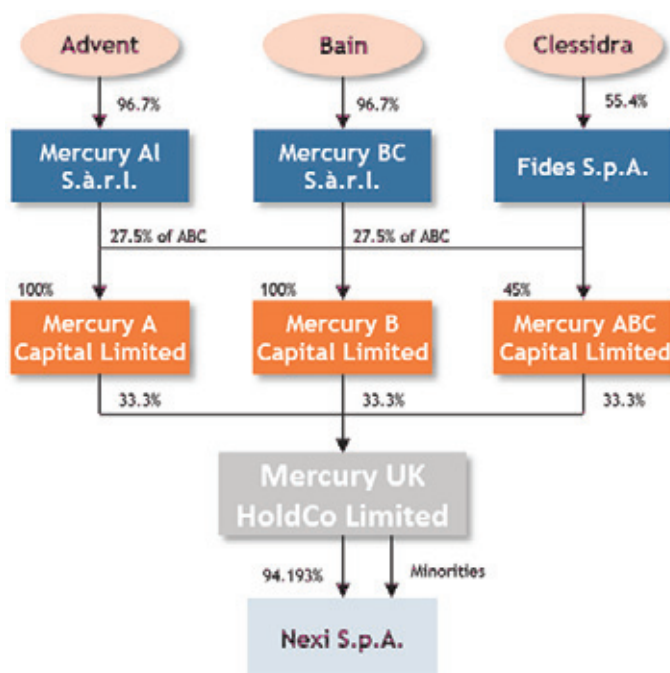 Advent
Bain
Clessidra
96.7%
96.7%
55.4%
Mercury AI
S.à.r.l.
Mercury BC
S.à.r.l.
Fides S.p.A.
27.5% of ABC
27.5% of ABC
100%
100%
45%
Mercury A
Capital Limited
Mercury B
Capital Limited
Mercury ABC
Capital Limited
33.3%
33.3%
33.3%
Mercury UK
HoldCo Limited
94.193%
Minorities
Nexi S.p.A.